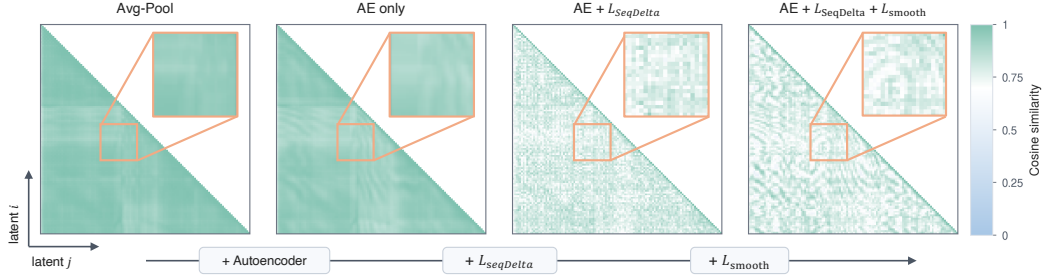 Avg-Pool
AE only
AE + L_SeqDelta
AE + L_SeqDelta + L_smooth
1
0.75
0.5
0.25
0
Cosine similarity
latent i
latent j
+ Autoencoder
+ L_seqDelta
+ L_smooth